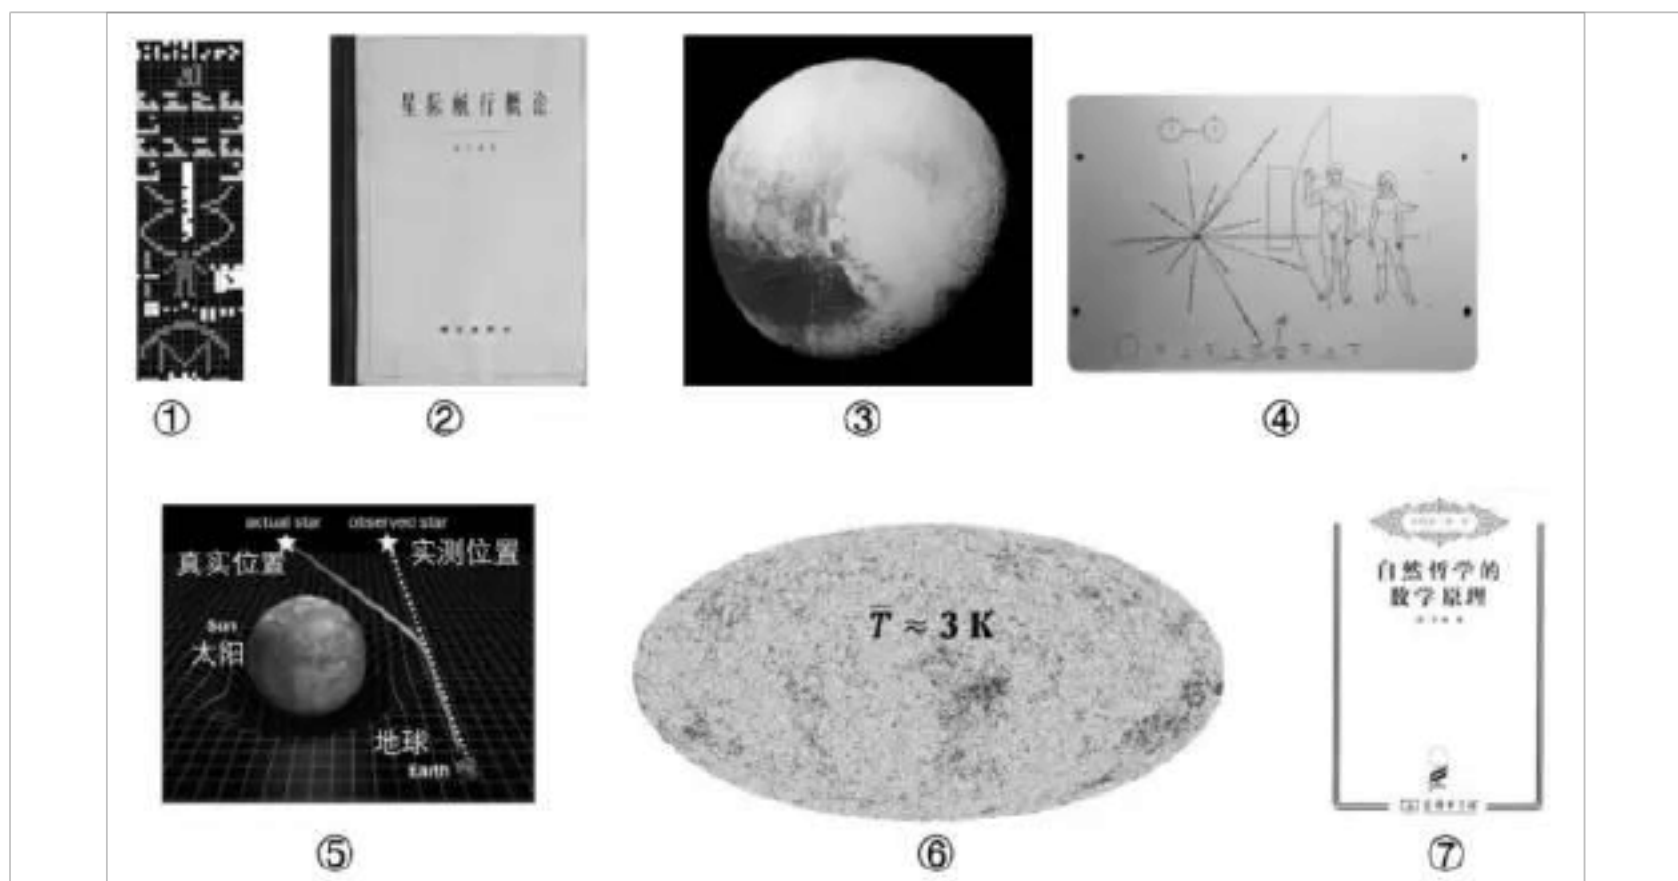 星际航行概论
①
②
③
④
actual star
observed star
真实位置
实测位置
Sun
太阳
地球
Earth
T̅ ≈ 3 K
自然哲学的
数学原理
⑤
⑥
⑦